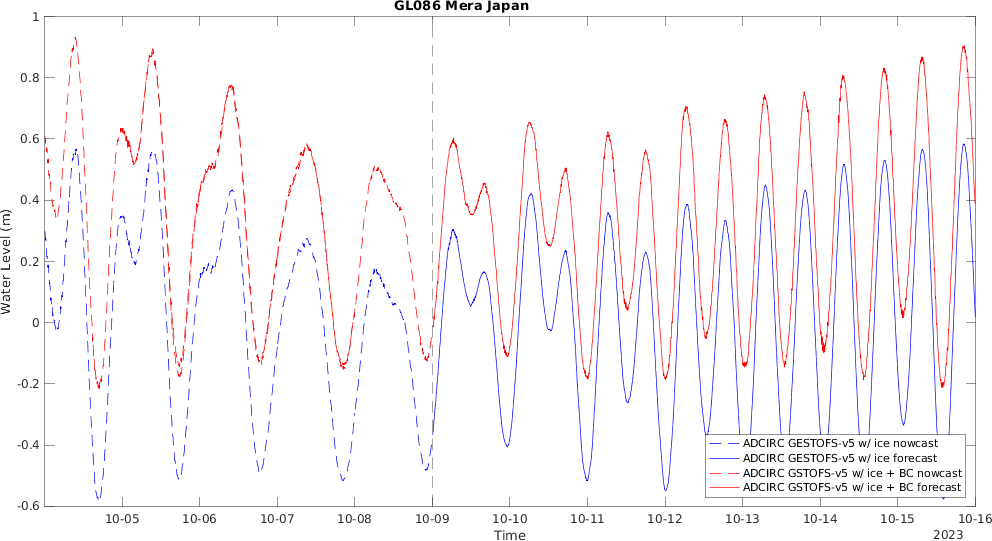 GL086 Mera Japan
Water Level (m)
1
0.8
0.6
0.4
0.2
0
-0.2
-0.4
-0.6
ADCIRC GESTOFS-v5 w/ ice nowcast
ADCIRC GESTOFS-v5 w/ ice forecast
ADCIRC GSTOFS-v5 w/ ice + BC nowcast
ADCIRC GSTOFS-v5 w/ ice + BC forecast
10-05 10-06 10-07 10-08 10-09 10-10 10-11 10-12 10-13 10-14 10-15 10-16
Time
2023